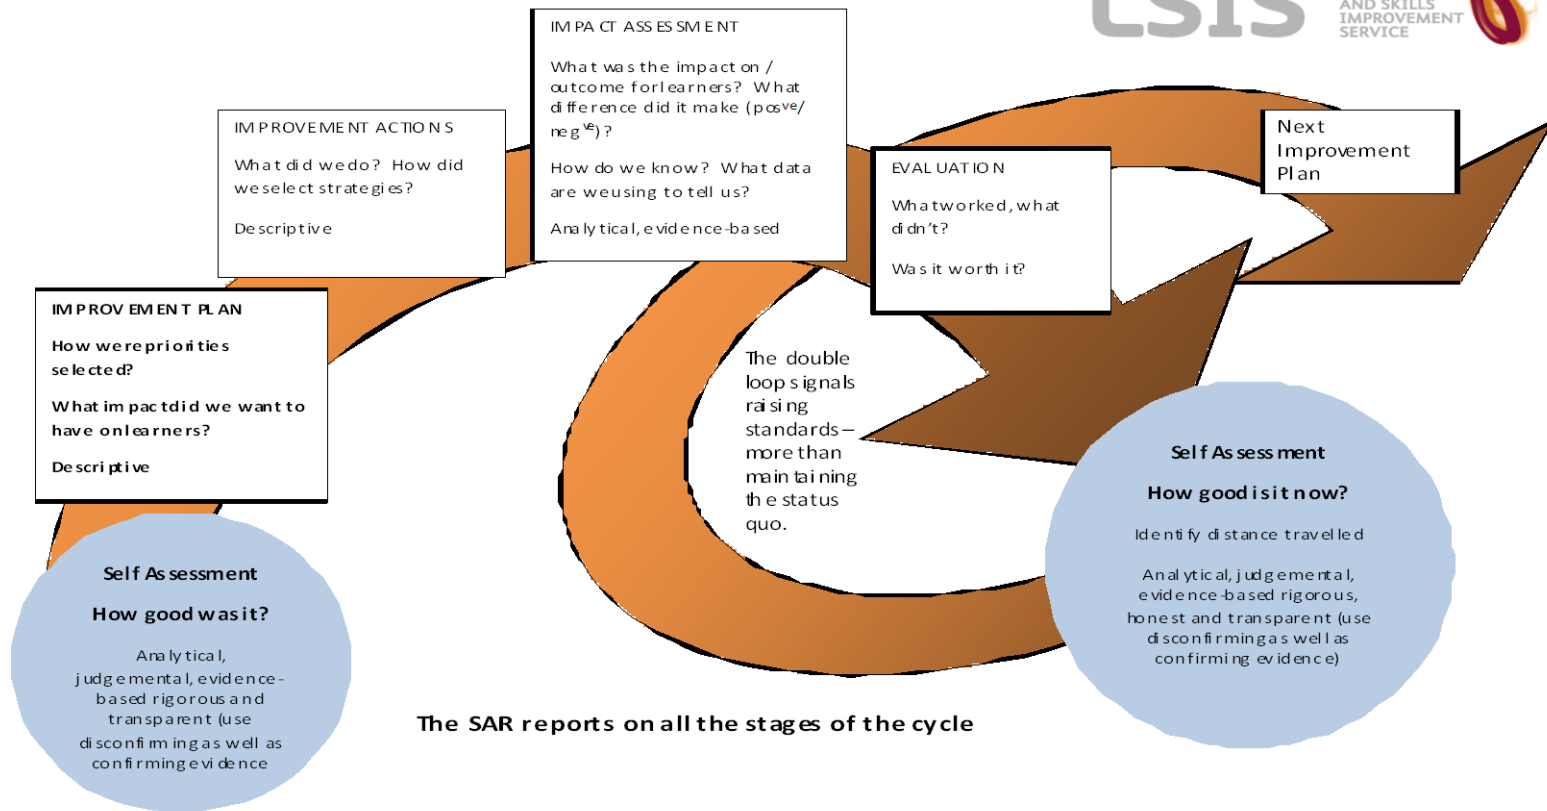 LSIS
AND SKILLS
IMPROVEMENT
SERVICE
IMPACT ASSESSMENT
What was the impact on /
outcome for learners? What
difference did it make (posve/
negve)?
How do we know? What data
are we using to tell us?
Analytical, evidence-based
IMPROVEMENT ACTIONS
What did we do? How did
we select strategies?
Descriptive
Next
Improvement
Plan
EVALUATION
What worked, what
didn't?
Was it worth it?
IMPROVEMENT PLAN
How were priorities
selected?
What impact did we want to
have on learners?
Descriptive
The double
loop signals
raising
standards –
more than
maintaining
the status
quo.
Self Assessment
How good is it now?
Identify distance travelled
Analytical, judgemental,
evidence-based rigorous,
honest and transparent (use
disconfirming as well as
confirming evidence)
Self Assessment
How good was it?
Analytical,
judgemental, evidence-
based rigorous and
transparent (use
disconfirming as well as
confirming evidence
The SAR reports on all the stages of the cycle